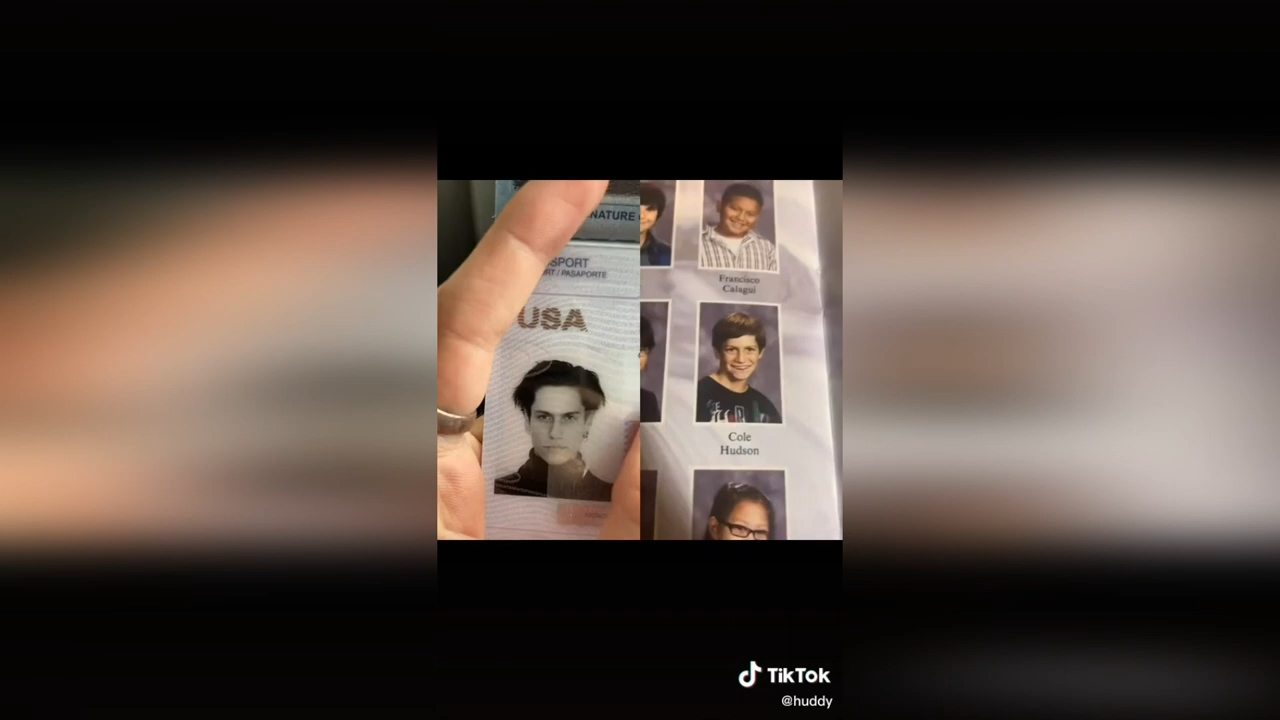 NATURE
SPORT
RT / PASAPORTE
USA
Francisco
Calagui
Cole
Hudson
TikTok
@huddy